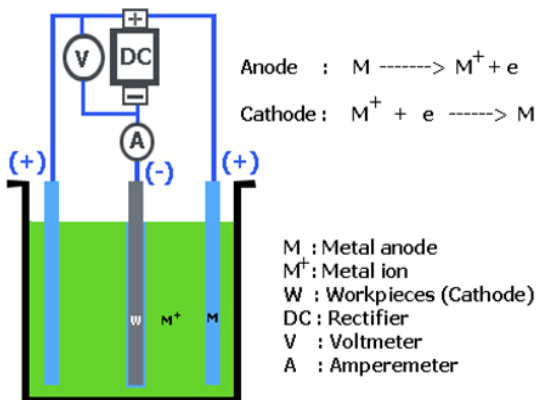 +
V
DC
−
A
(+)
(-)
(+)
W
M⁺
M
Anode : M -------> M⁺ + e
Cathode : M⁺ + e ------> M
M : Metal anode
M⁺ : Metal ion
W : Workpieces (Cathode)
DC : Rectifier
V : Voltmeter
A : Amperemeter